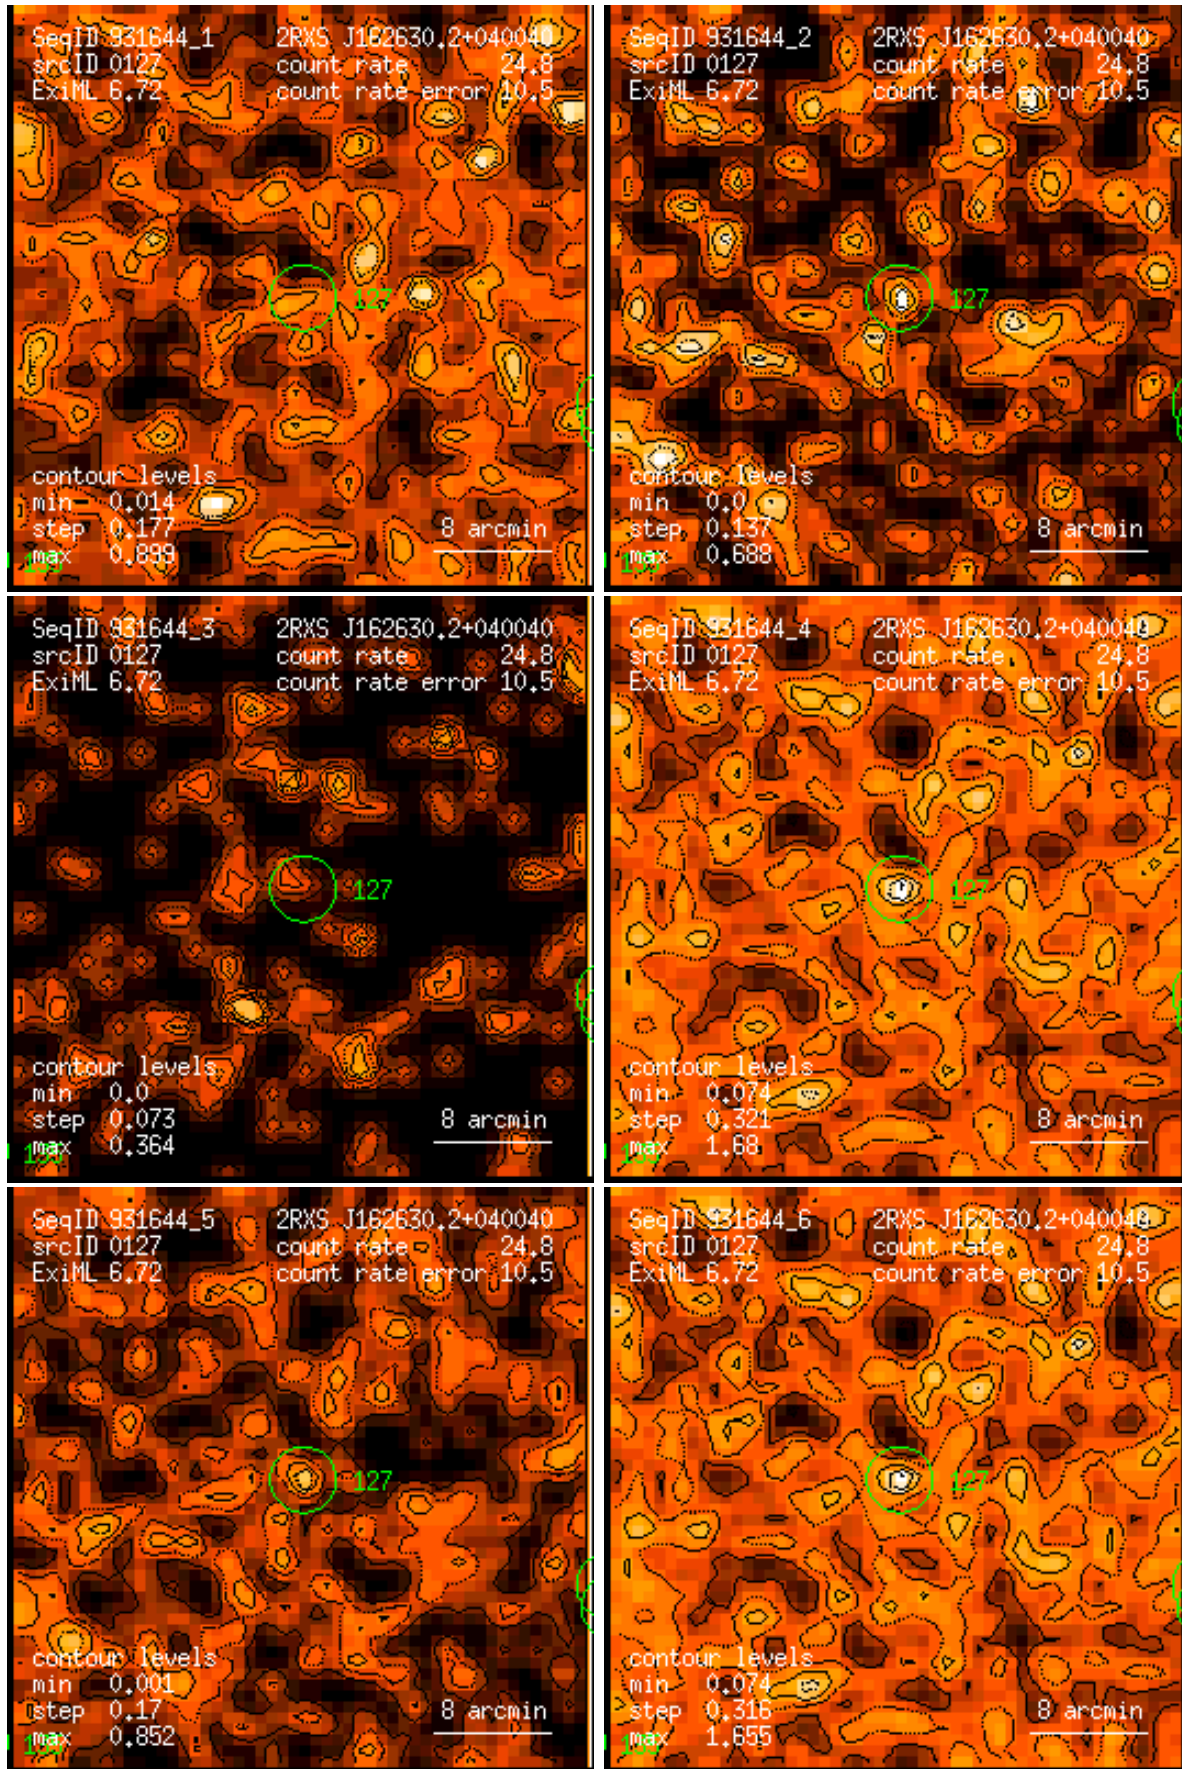 SeqID 931644_1 2RXS J162630.2+040040
srcID 0127 count rate 24.8
ExiML 6.72 count rate error 10.5
127
contour levels
min 0.014
step 0.177 8 arcmin
max 0.899
SeqID 931644_2 2RXS J162630.2+040040
srcID 0127 count rate 24.8
ExiML 6.72 count rate error 10.5
127
contour levels
min 0.0
step 0.137 8 arcmin
max 0.688
SeqID 931644_3 2RXS J162630.2+040040
srcID 0127 count rate 24.8
ExiML 6.72 count rate error 10.5
127
contour levels
min 0.0
step 0.073 8 arcmin
max 0.364
SeqID 931644_4 2RXS J162630.2+040040
srcID 0127 count rate 24.8
ExiML 6.72 count rate error 10.5
127
contour levels
min 0.074
step 0.321 8 arcmin
max 1.68
SeqID 931644_5 2RXS J162630.2+040040
srcID 0127 count rate 24.8
ExiML 6.72 count rate error 10.5
127
contour levels
min 0.001
step 0.17 8 arcmin
max 0.852
SeqID 931644_6 2RXS J162630.2+040040
srcID 0127 count rate 24.8
ExiML 6.72 count rate error 10.5
127
contour levels
min 0.074
step 0.316 8 arcmin
max 1.655